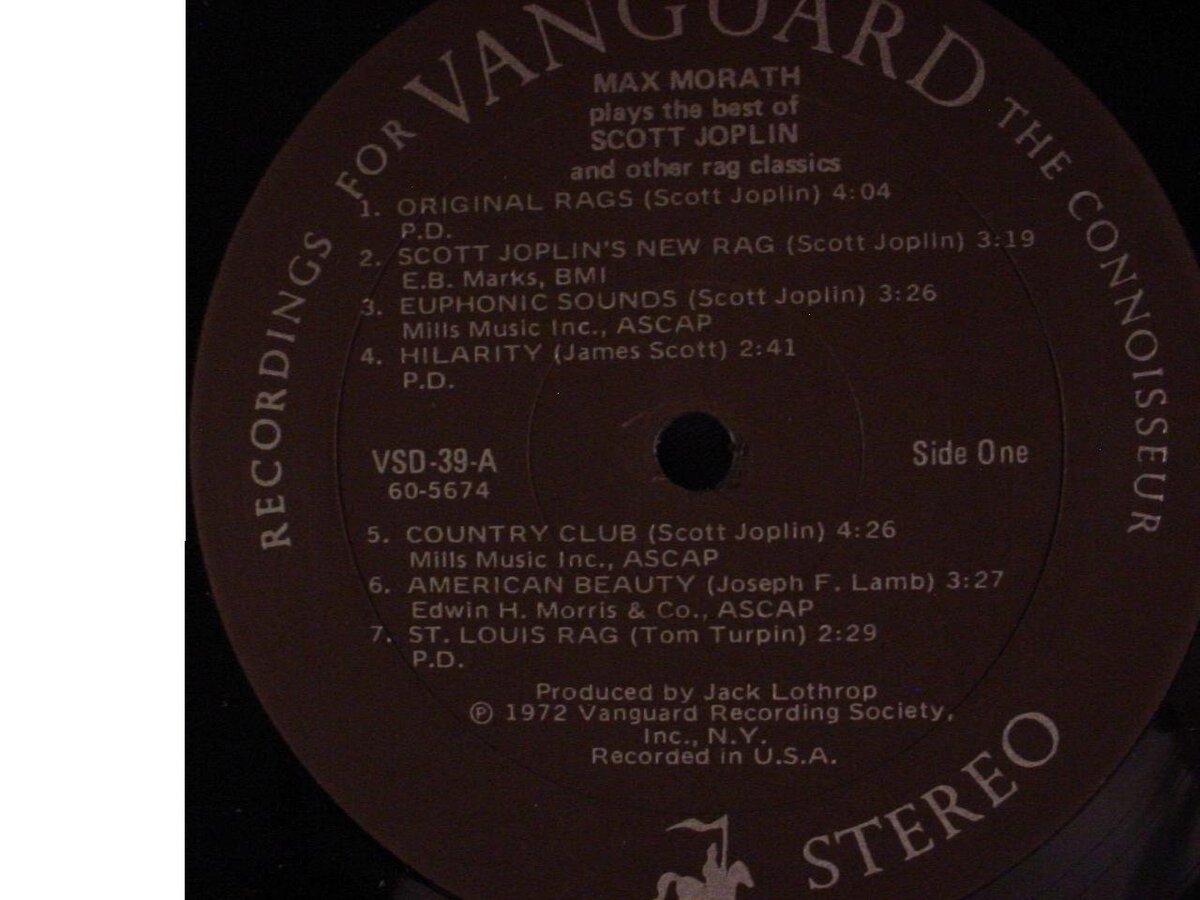 RECORDINGS FOR VANGUARD THE CONNOISSEUR
MAX MORATH
plays the best of
SCOTT JOPLIN
and other rag classics
1. ORIGINAL RAGS (Scott Joplin) 4:04
P.D.
2. SCOTT JOPLIN'S NEW RAG (Scott Joplin) 3:19
E.B. Marks, BMI
3. EUPHONIC SOUNDS (Scott Joplin) 3:26
Mills Music Inc., ASCAP
4. HILARITY (James Scott) 2:41
P.D.
VSD-39-A
60-5674
Side One
5. COUNTRY CLUB (Scott Joplin) 4:26
Mills Music Inc., ASCAP
6. AMERICAN BEAUTY (Joseph F. Lamb) 3:27
Edwin H. Morris & Co., ASCAP
7. ST. LOUIS RAG (Tom Turpin) 2:29
P.D.
Produced by Jack Lothrop
℗ 1972 Vanguard Recording Society,
Inc., N.Y.
Recorded in U.S.A.
STEREO